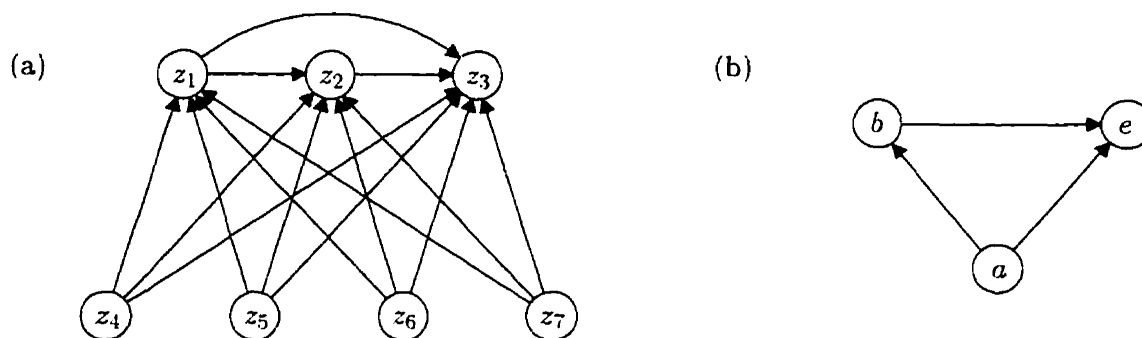 (a)
z₁ z₂ z₃
z₄ z₅ z₆ z₇
(b)
b e
a